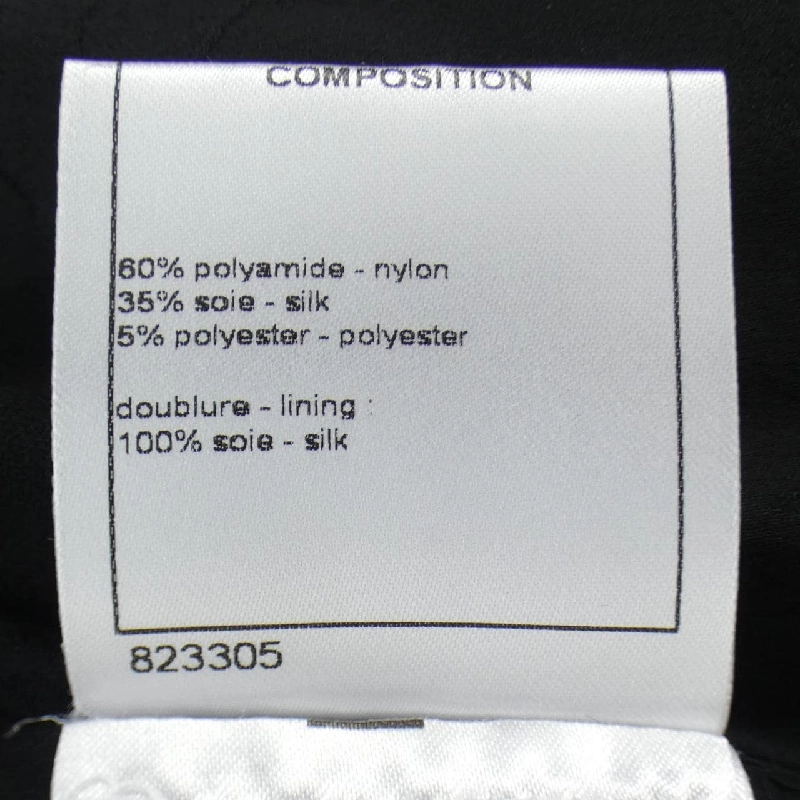 COMPOSITION
60% polyamide - nylon
35% soie - silk
5% polyester - polyester
doublure - lining :
100% soie - silk
823305